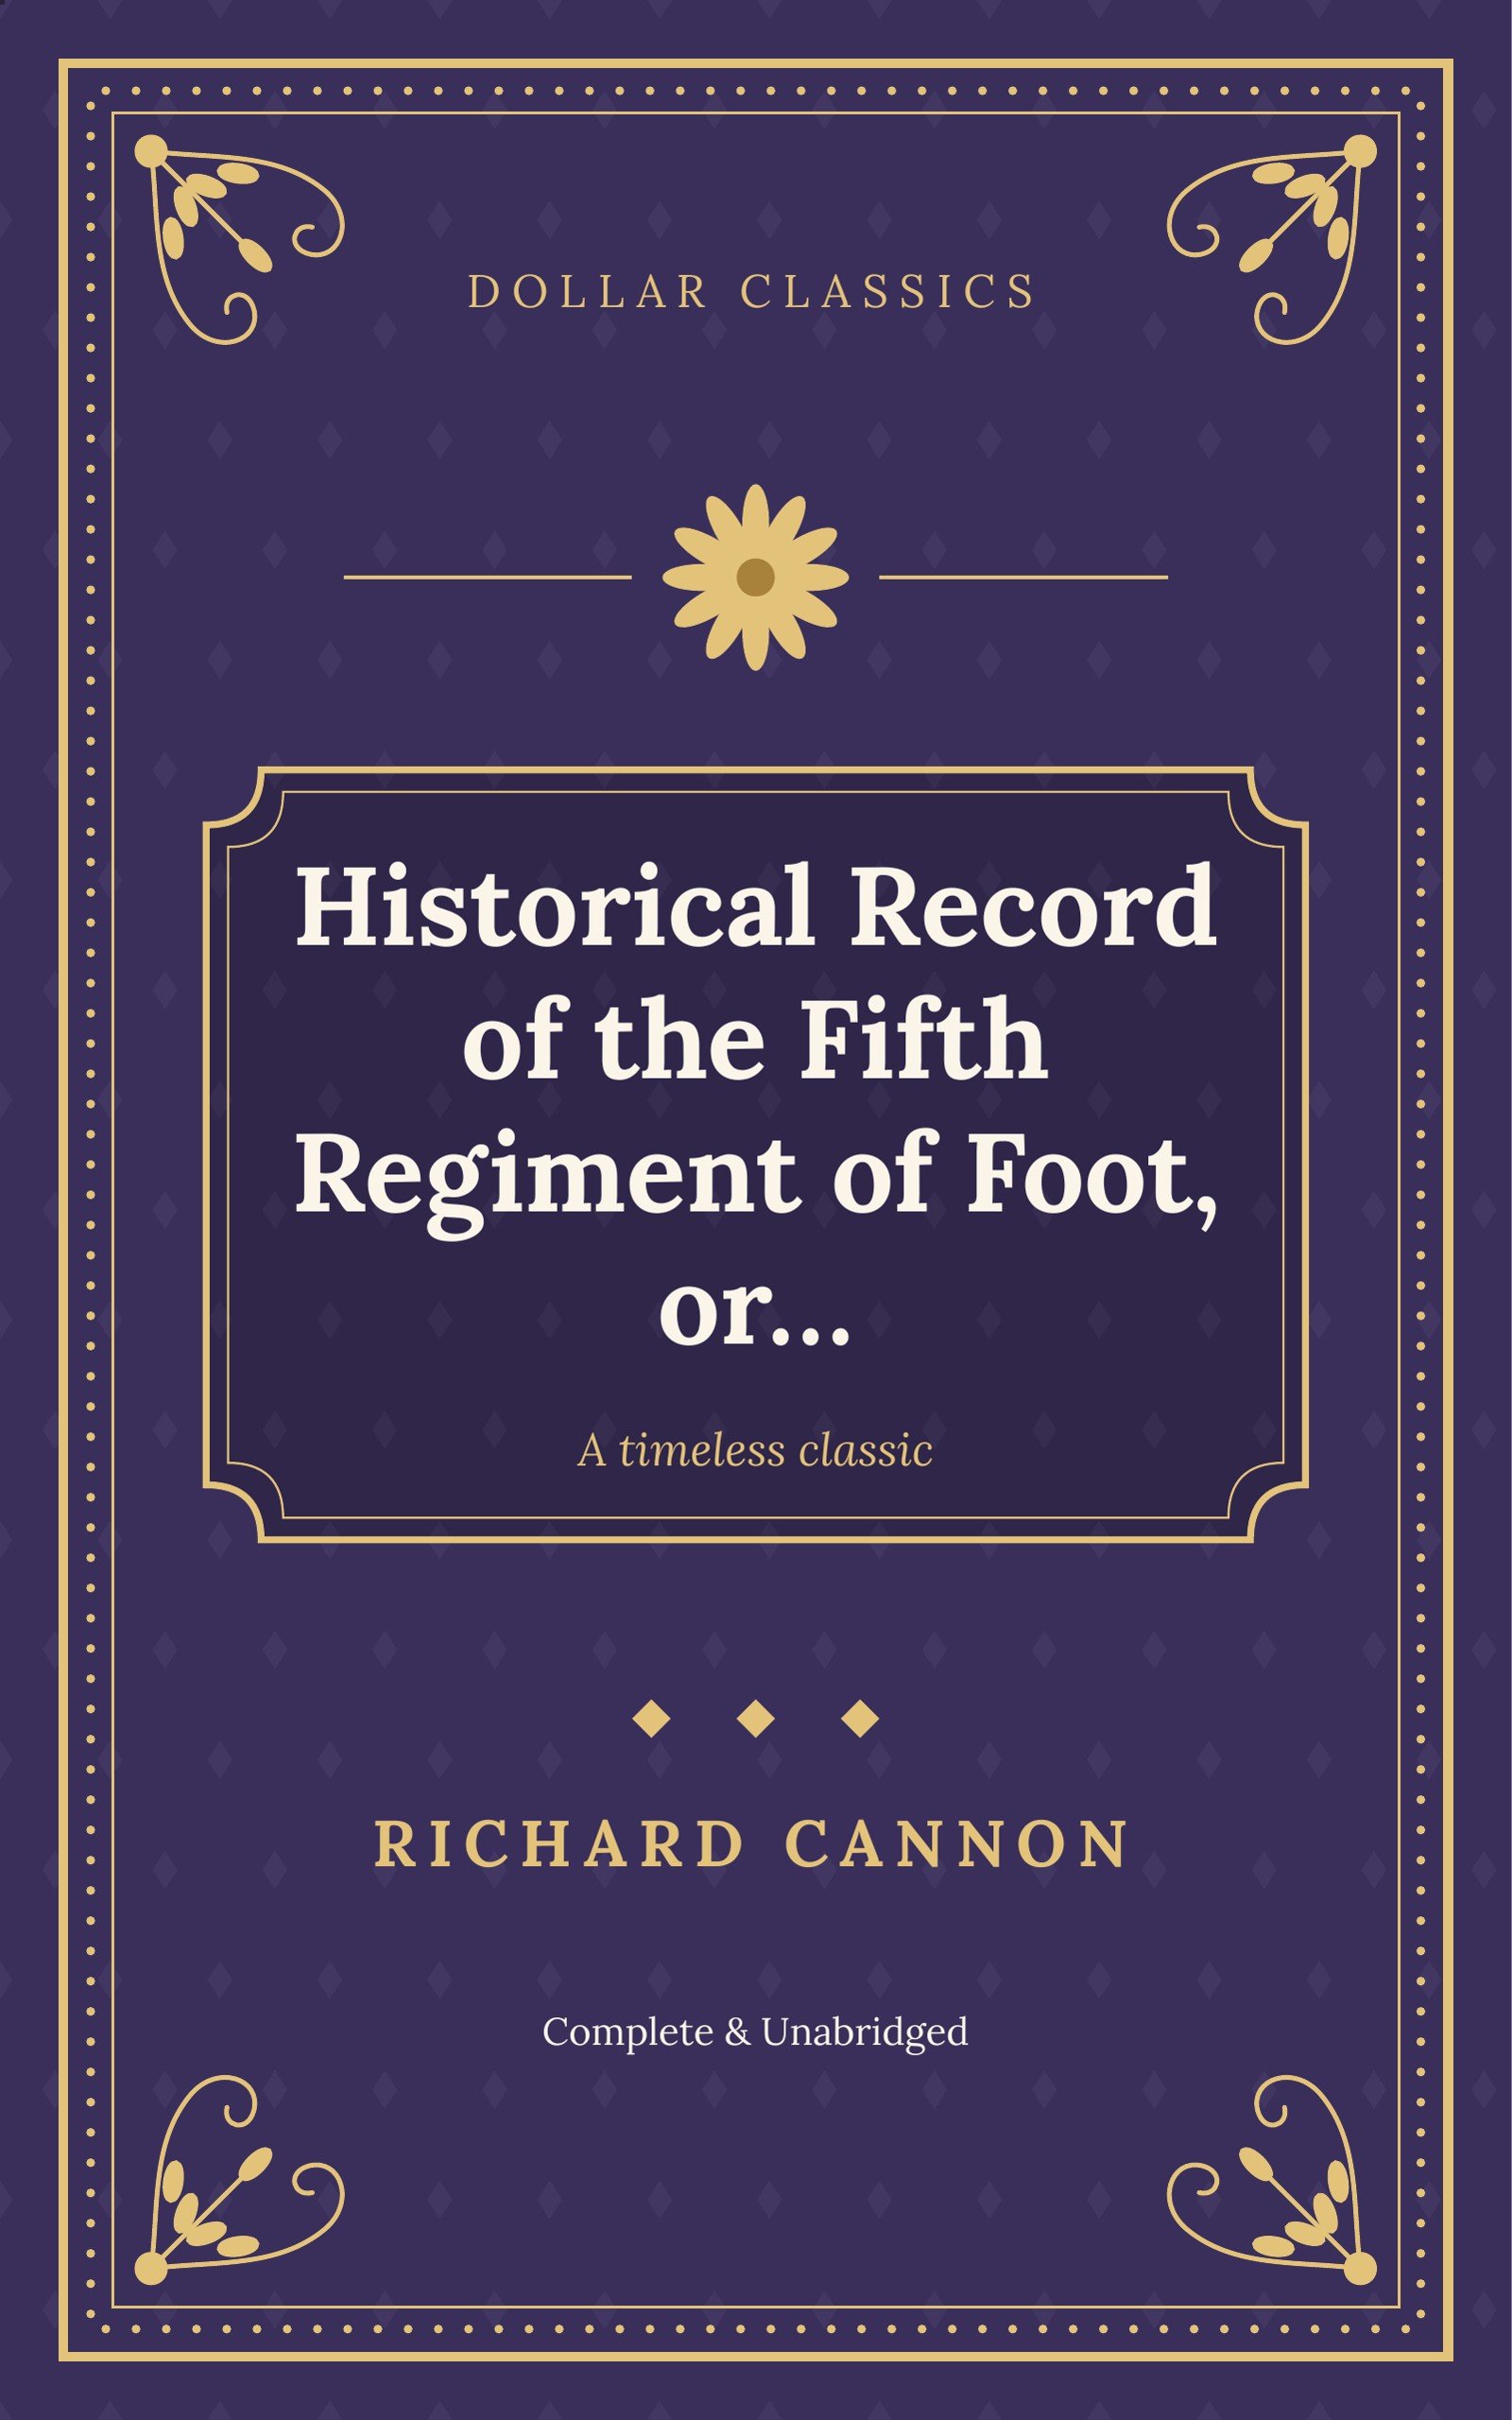 DOLLAR CLASSICS
Historical Record
of the Fifth
Regiment of Foot,
or...
A timeless classic
RICHARD CANNON
Complete & Unabridged